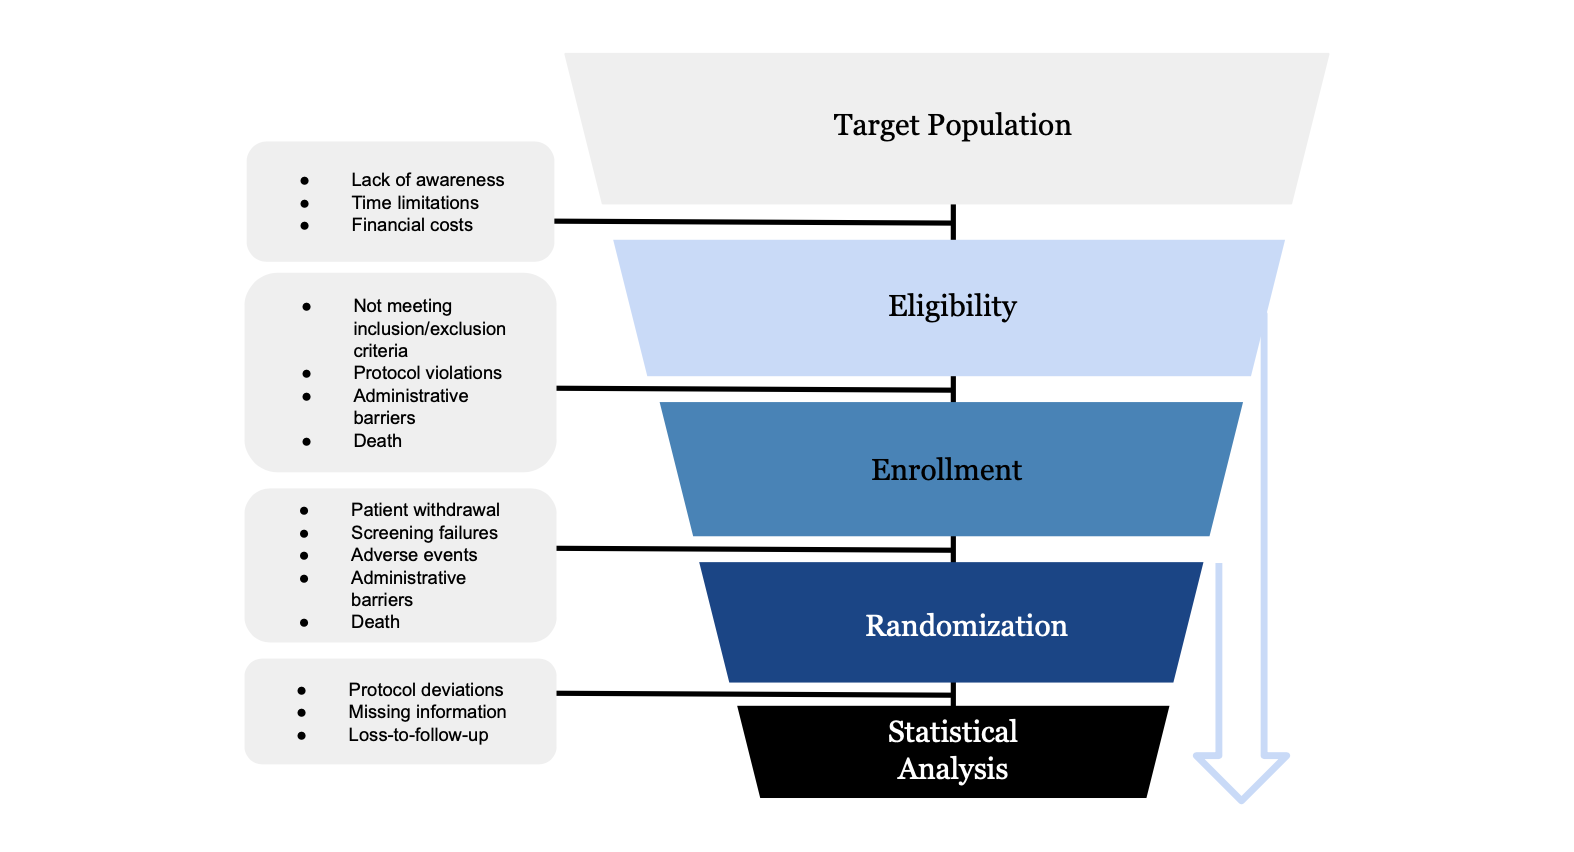 Target Population
● Lack of awareness
● Time limitations
● Financial costs
Eligibility
● Not meeting
inclusion/exclusion
criteria
● Protocol violations
● Administrative
barriers
● Death
Enrollment
● Patient withdrawal
● Screening failures
● Adverse events
● Administrative
barriers
● Death
Randomization
● Protocol deviations
● Missing information
● Loss-to-follow-up
Statistical
Analysis